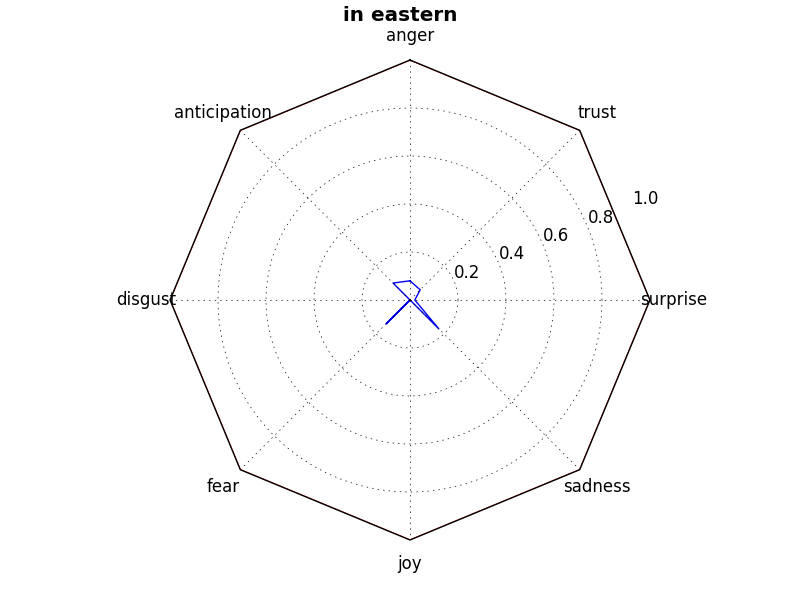 in eastern
anger
anticipation
trust
1.0
0.8
0.6
0.4
0.2
disgust
surprise
fear
sadness
joy